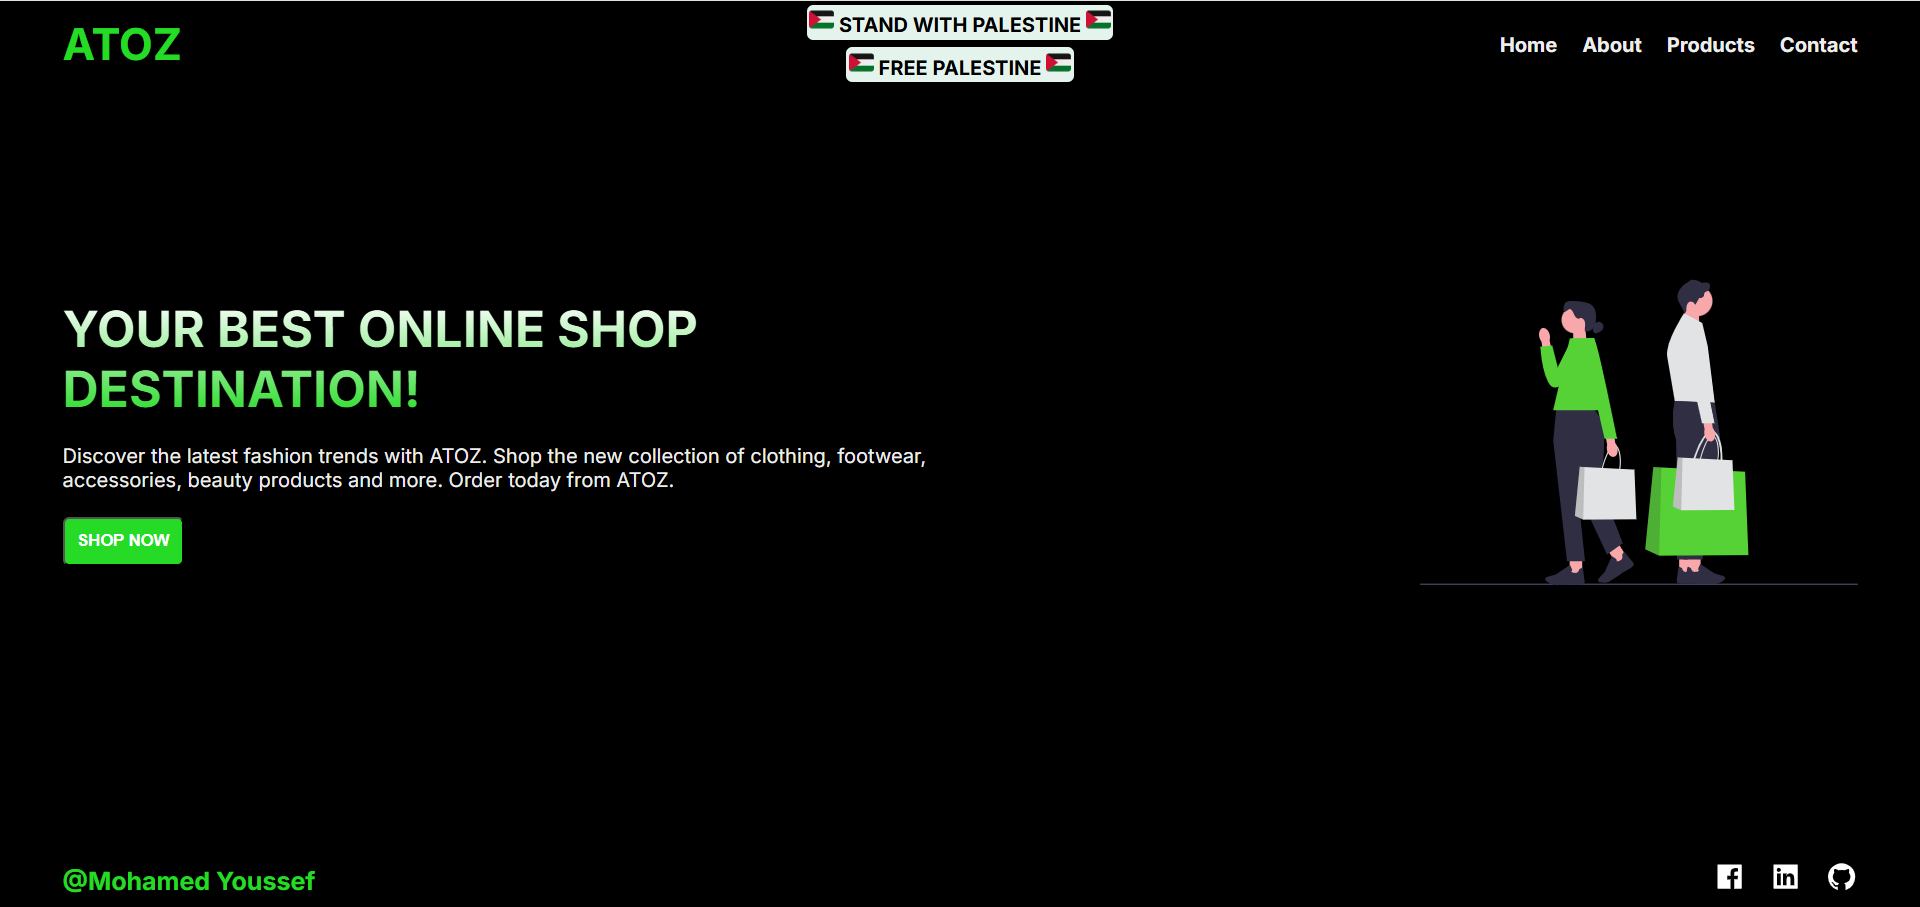 ATOZ
🇵🇸 STAND WITH PALESTINE 🇵🇸
🇵🇸 FREE PALESTINE 🇵🇸
Home About Products Contact
YOUR BEST ONLINE SHOP
DESTINATION!
Discover the latest fashion trends with ATOZ. Shop the new collection of clothing, footwear,
accessories, beauty products and more. Order today from ATOZ.
SHOP NOW
@Mohamed Youssef